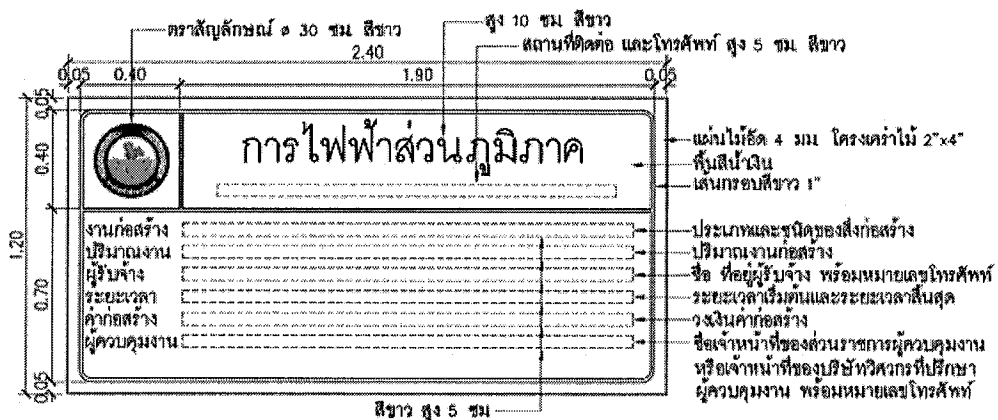 ตราสัญลักษณ์ ø 30 ซม. สีขาว
สูง 10 ซม. สีขาว
สถานที่ติดต่อ และโทรศัพท์ สูง 5 ซม. สีขาว
2.40
0.05 0.40 1.90 0.05
0.05
0.40
1.20
0.70
0.05
การไฟฟ้าส่วนภูมิภาค
แผ่นไม้อัด 4 มม. โครงเคร่าไม้ 2"x4"
พื้นสีน้ำเงิน
เส้นกรอบสีขาว 1"
งานก่อสร้าง
ประเภทและชนิดของสิ่งก่อสร้าง
ปริมาณงาน
ปริมาณงานก่อสร้าง
ผู้รับจ้าง
ชื่อ ที่อยู่ผู้รับจ้าง พร้อมหมายเลขโทรศัพท์
ระยะเวลา
ระยะเวลาเริ่มต้นและระยะเวลาสิ้นสุด
ค่าก่อสร้าง
วงเงินค่าก่อสร้าง
ผู้ควบคุมงาน
ชื่อเจ้าหน้าที่ของส่วนราชการผู้ควบคุมงาน
หรือเจ้าหน้าที่ของบริษัทวิศวกรที่ปรึกษา
ผู้ควบคุมงาน พร้อมหมายเลขโทรศัพท์
สีขาว สูง 5 ซม.